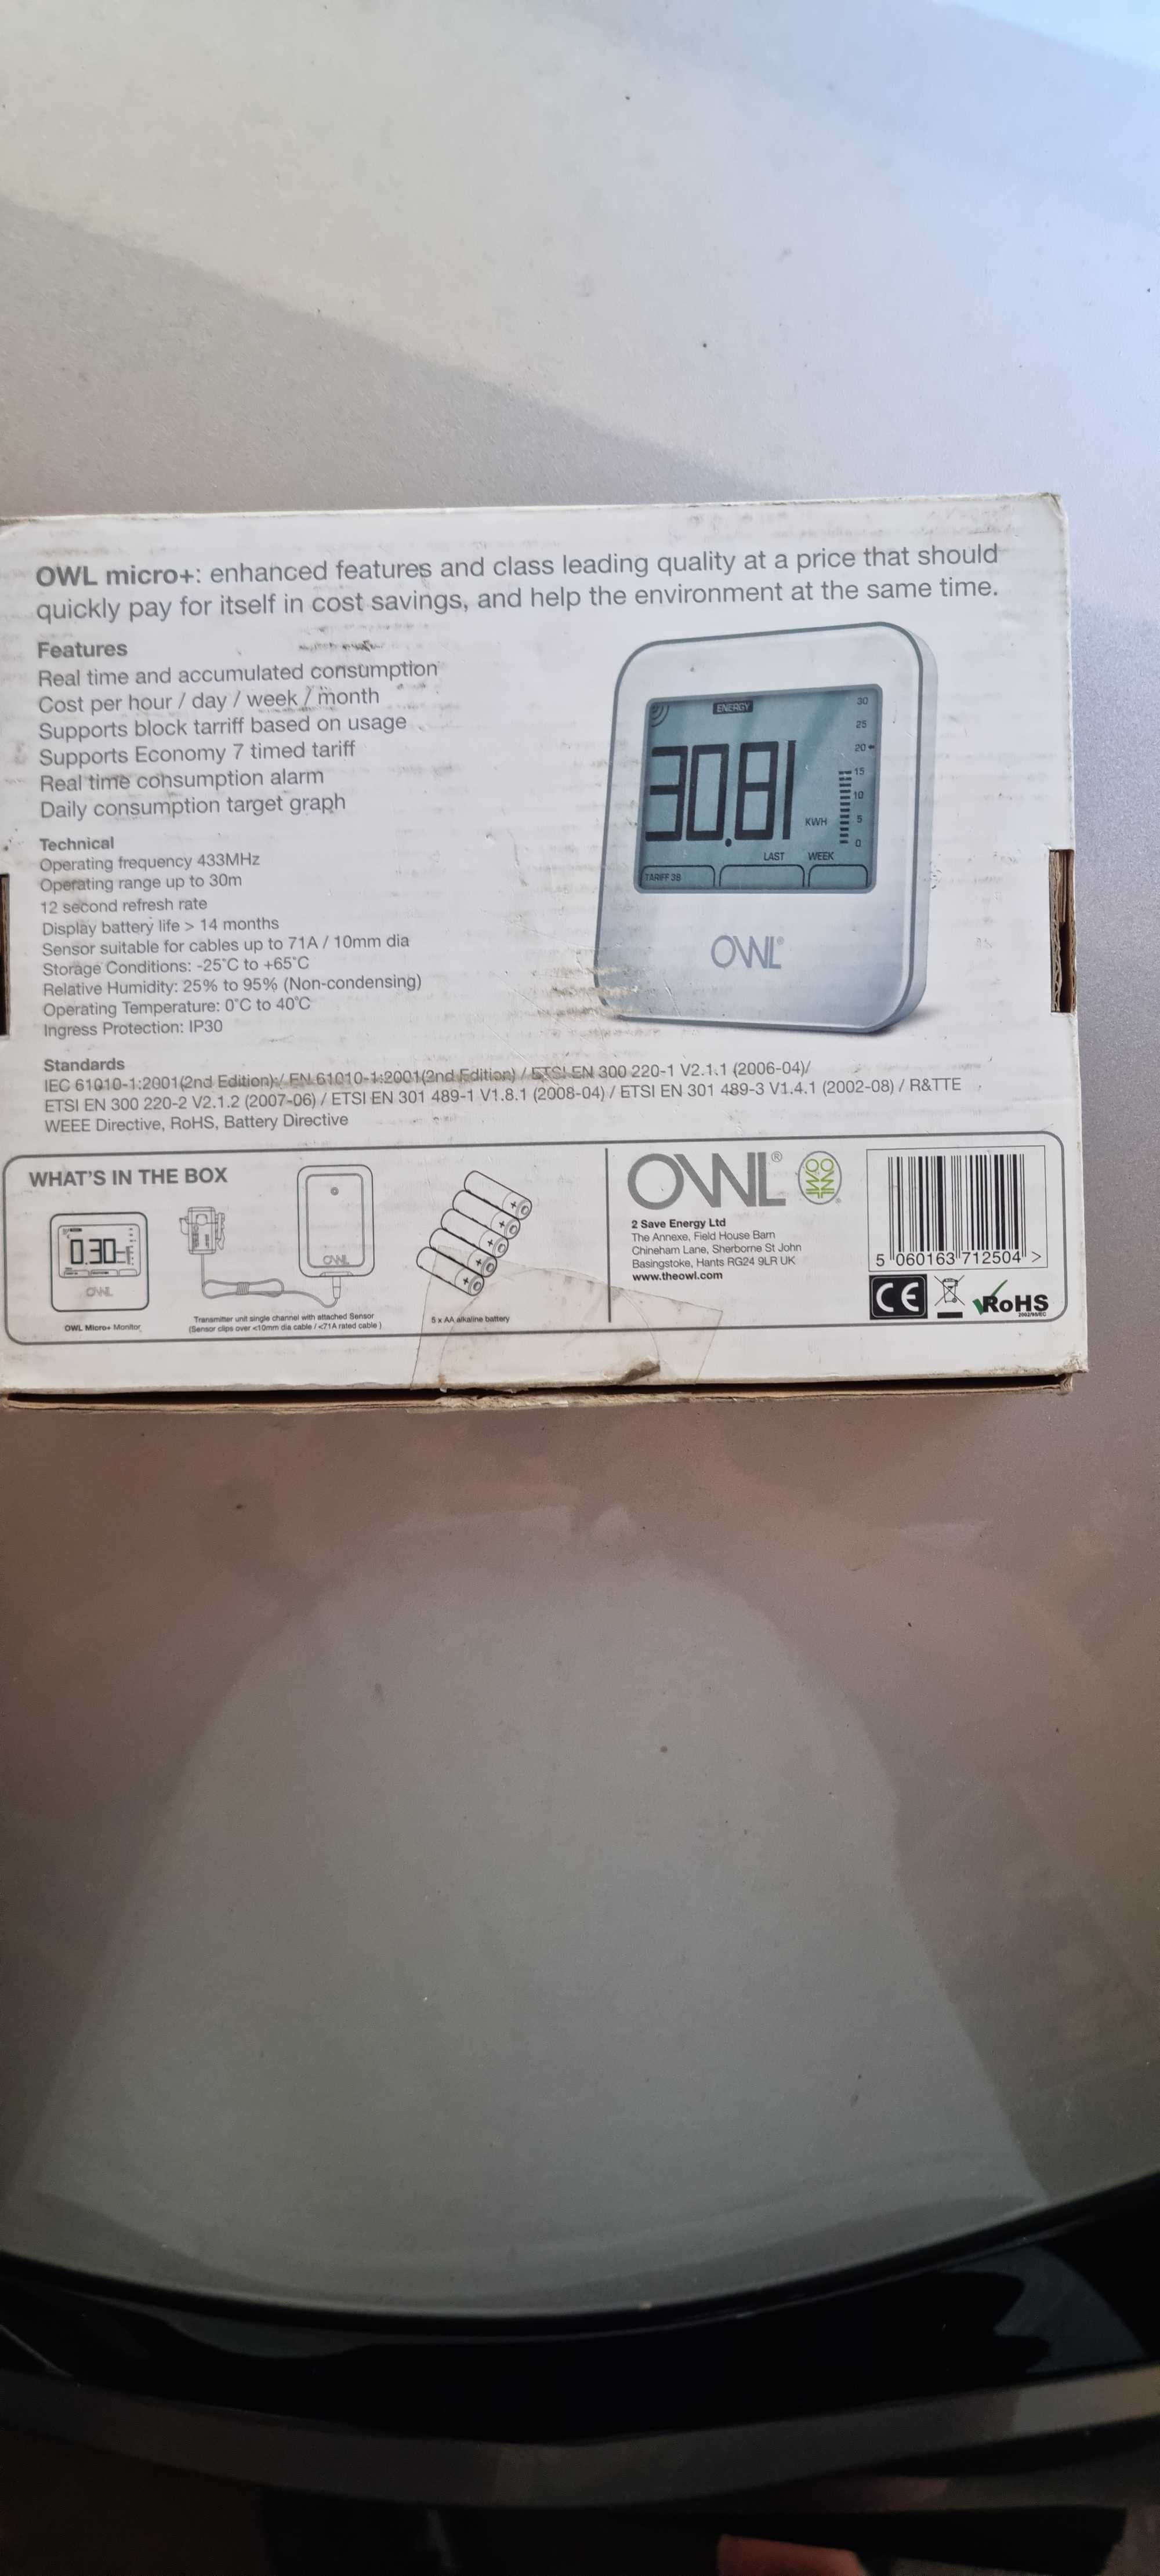 OWL micro+: enhanced features and class leading quality at a price that should
quickly pay for itself in cost savings, and help the environment at the same time.
Features
Real time and accumulated consumption
Cost per hour / day / week / month
Supports block tarriff based on usage
Supports Economy 7 timed tariff
Real time consumption alarm
Daily consumption target graph
Technical
Operating frequency 433MHz
Operating range up to 30m
12 second refresh rate
Display battery life > 14 months
Sensor suitable for cables up to 71A / 10mm dia
Storage Conditions: -25°C to +65°C
Relative Humidity: 25% to 95% (Non-condensing)
Operating Temperature: 0°C to 40°C
Ingress Protection: IP30
ENERGY
30.81
KWH
30
25
20
15
10
5
0
LAST WEEK
TARIFF
OWL
Standards
IEC 61010-1:2001(2nd Edition):/ EN 61010-1:2001(2nd Edition) / ETSI EN 300 220-1 V2.1.1 (2006-04)/
ETSI EN 300 220-2 V2.1.2 (2007-06) / ETSI EN 301 489-1 V1.8.1 (2008-04) / ETSI EN 301 489-3 V1.4.1 (2002-08) / R&TTE
WEEE Directive, RoHS, Battery Directive
WHAT'S IN THE BOX
0.30
OWL
OWL Micro+ Monitor
OWL
Transmitter unit single channel with attached Sensor
(Sensor clips over <10mm dia cable / <71A rated cable )
5 x AA alkaline battery
OWL®
2 Save Energy Ltd
The Annexe, Field House Barn
Chineham Lane, Sherborne St John
Basingstoke, Hants RG24 9LR UK
www.theowl.com
5 060163 712504 >
CE
RoHS
2002/95/EC